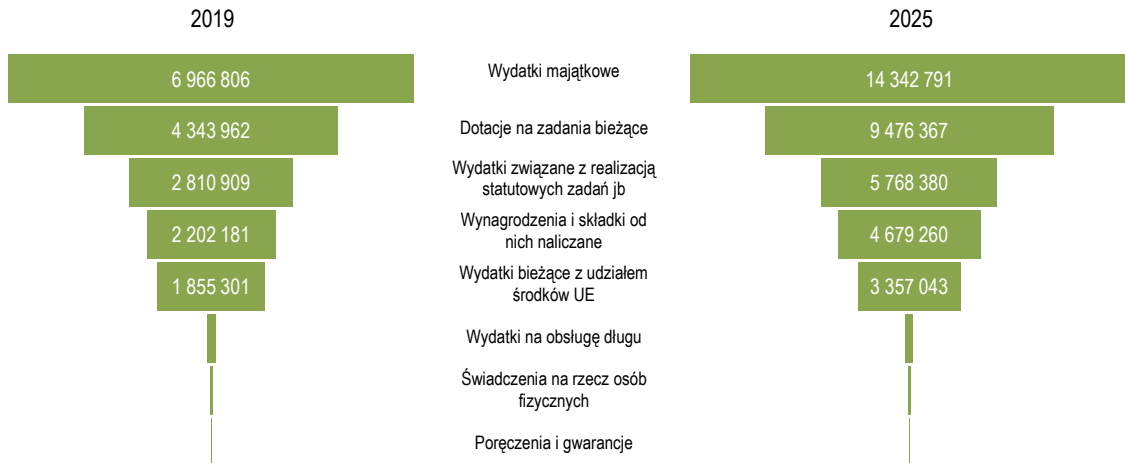 2019
2025
6 966 806
Wydatki majątkowe
14 342 791
4 343 962
Dotacje na zadania bieżące
9 476 367
2 810 909
Wydatki związane z realizacją
statutowych zadań jb
5 768 380
2 202 181
Wynagrodzenia i składki od
nich naliczane
4 679 260
1 855 301
Wydatki bieżące z udziałem
środków UE
3 357 043
Wydatki na obsługę długu
Świadczenia na rzecz osób
fizycznych
Poręczenia i gwarancje